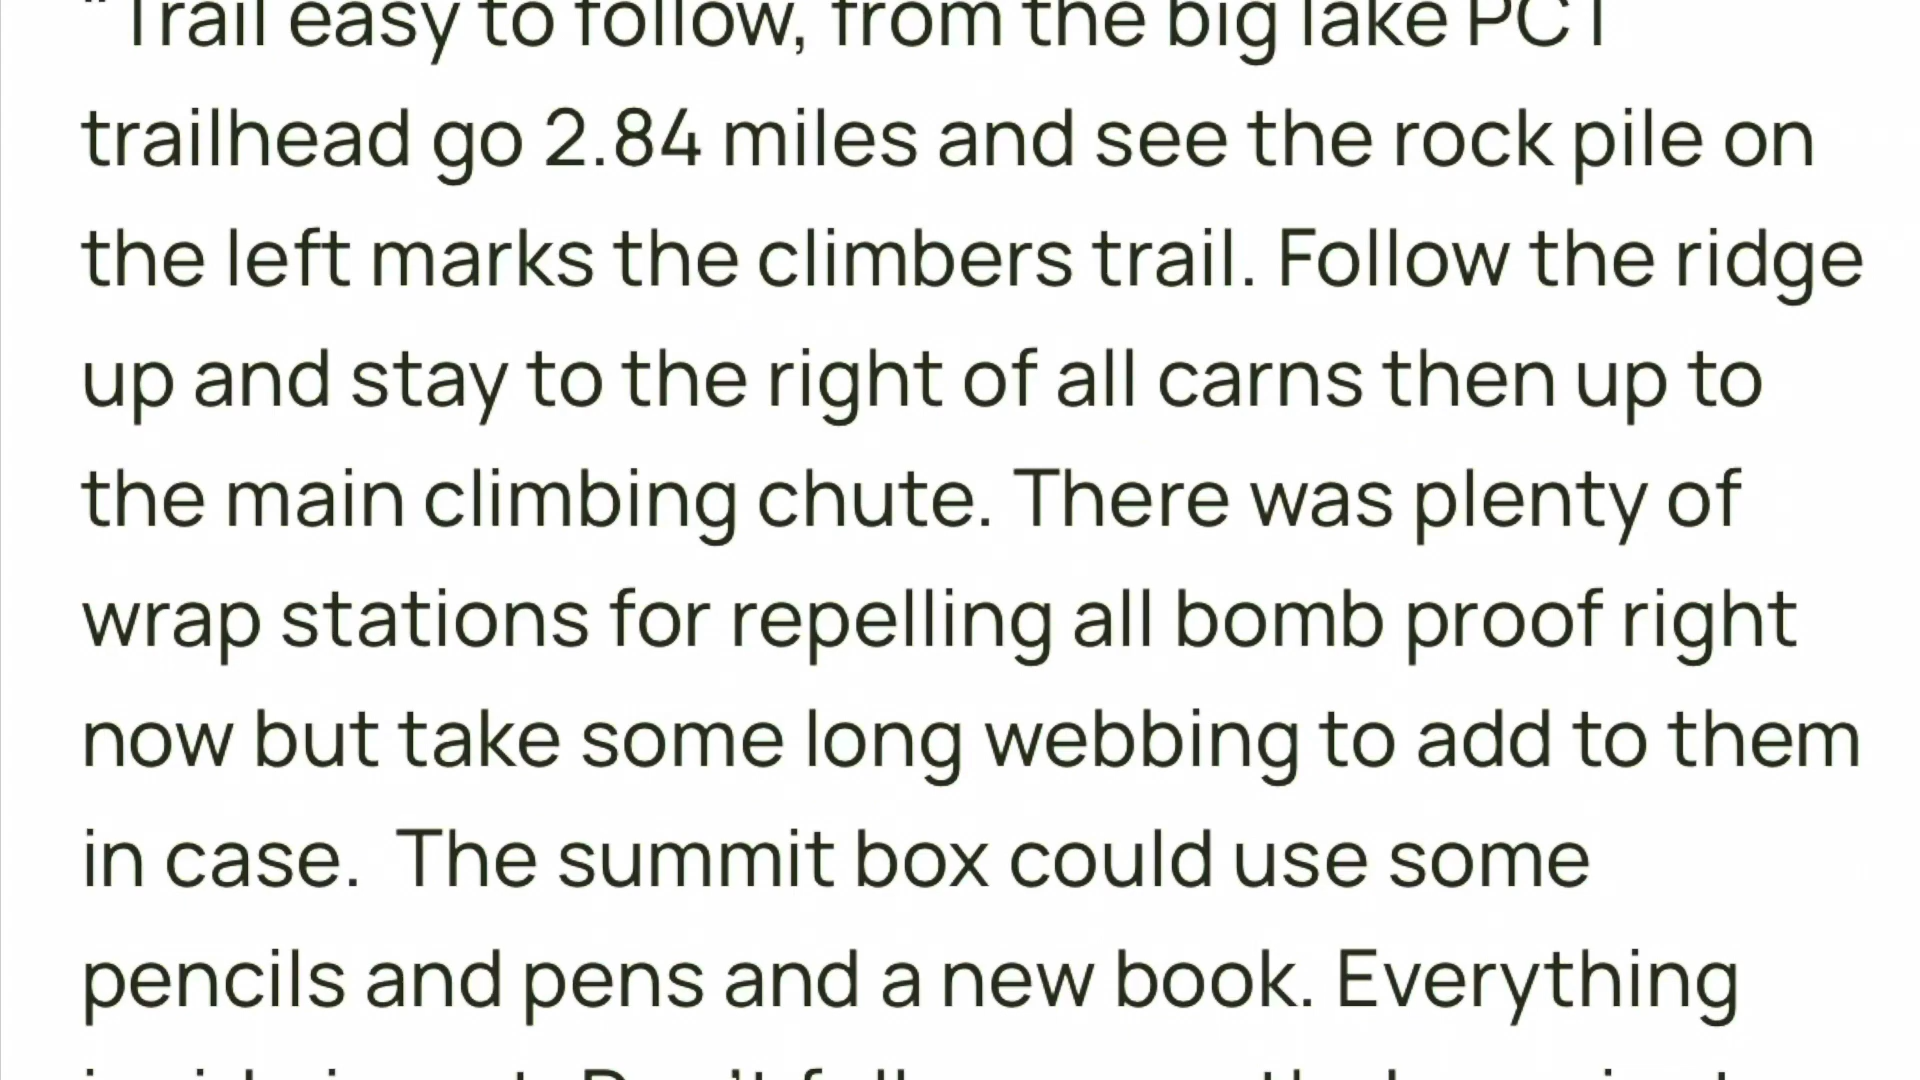 "Trail easy to follow, from the big lake PCT
trailhead go 2.84 miles and see the rock pile on
the left marks the climbers trail. Follow the ridge
up and stay to the right of all carns then up to
the main climbing chute. There was plenty of
wrap stations for repelling all bomb proof right
now but take some long webbing to add to them
in case.  The summit box could use some
pencils and pens and a new book. Everything